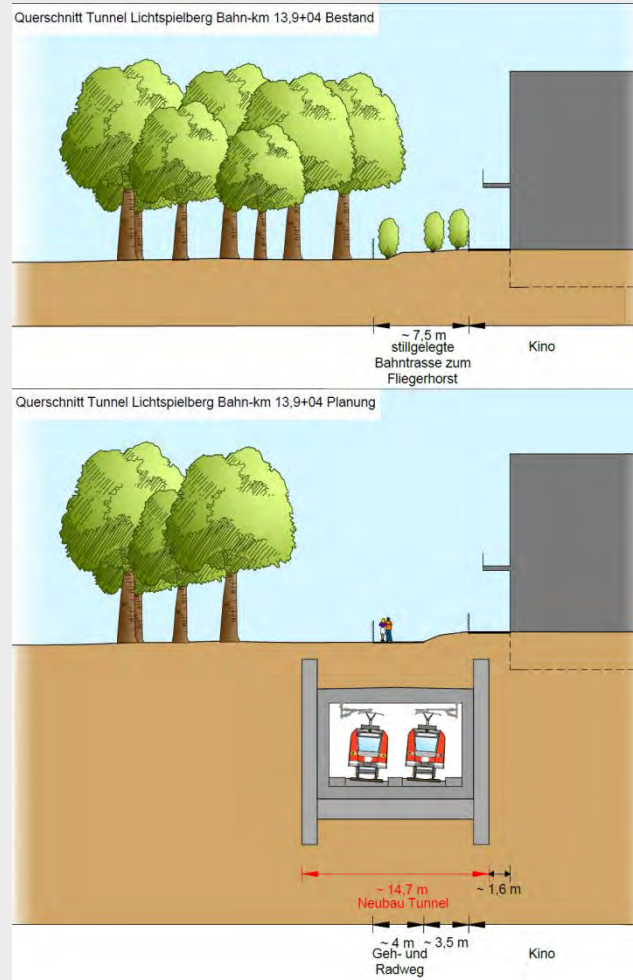 Querschnitt Tunnel Lichtspielberg Bahn-km 13,9+04 Bestand
~ 7,5 m
stillgelegte
Bahntrasse zum
Fliegerhorst
Kino
Querschnitt Tunnel Lichtspielberg Bahn-km 13,9+04 Planung
~ 14,7 m
Neubau Tunnel
~ 1,6 m
~ 4 m
~ 3,5 m
Geh- und
Radweg
Kino